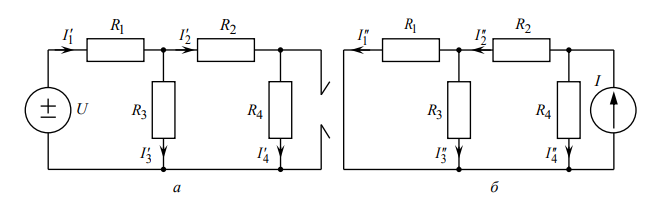 I′₁ R₁ I′₂ R₂ I″₁ R₁ I″₂ R₂
U R₃ R₄ R₃ R₄ I
I′₃ I′₄ I″₃ I″₄
а б